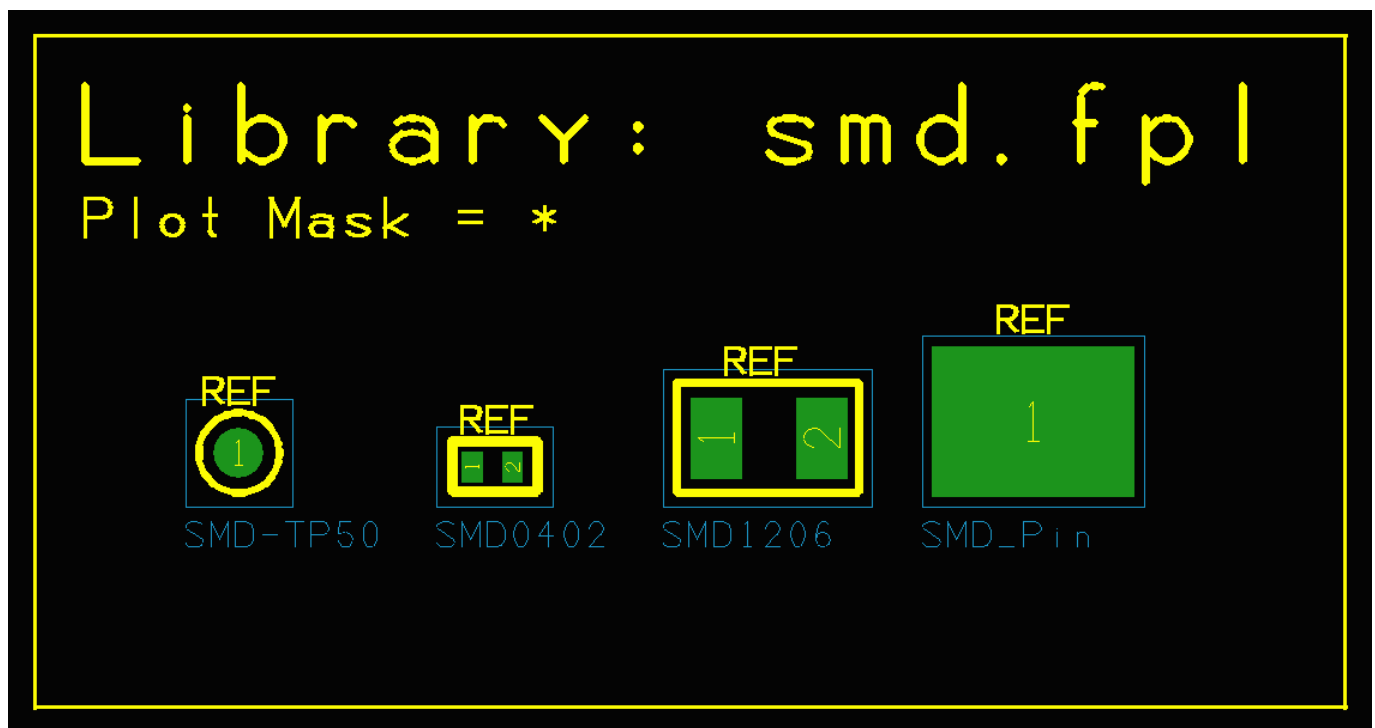 Library: smd.fpl
Plot Mask = *
REF
1
SMD-TP50
REF
1 2
SMD0402
REF
1 2
SMD1206
REF
1
SMD_Pin